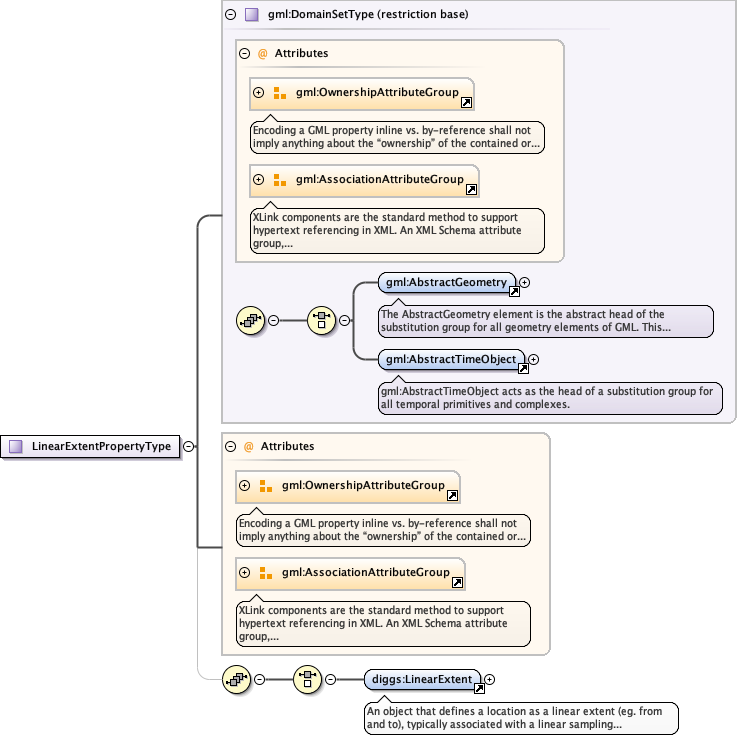 gml:DomainSetType (restriction base)
@ Attributes
gml:OwnershipAttributeGroup
Encoding a GML property inline vs. by-reference shall not
imply anything about the “ownership” of the contained or...
gml:AssociationAttributeGroup
XLink components are the standard method to support
hypertext referencing in XML. An XML Schema attribute
group,...
gml:AbstractGeometry
The AbstractGeometry element is the abstract head of the
substitution group for all geometry elements of GML. This...
gml:AbstractTimeObject
gml:AbstractTimeObject acts as the head of a substitution group for
all temporal primitives and complexes.
LinearExtentPropertyType
@ Attributes
gml:OwnershipAttributeGroup
Encoding a GML property inline vs. by-reference shall not
imply anything about the “ownership” of the contained or...
gml:AssociationAttributeGroup
XLink components are the standard method to support
hypertext referencing in XML. An XML Schema attribute
group,...
diggs:LinearExtent
An object that defines a location as a linear extent (eg. from
and to), typically associated with a linear sampling...